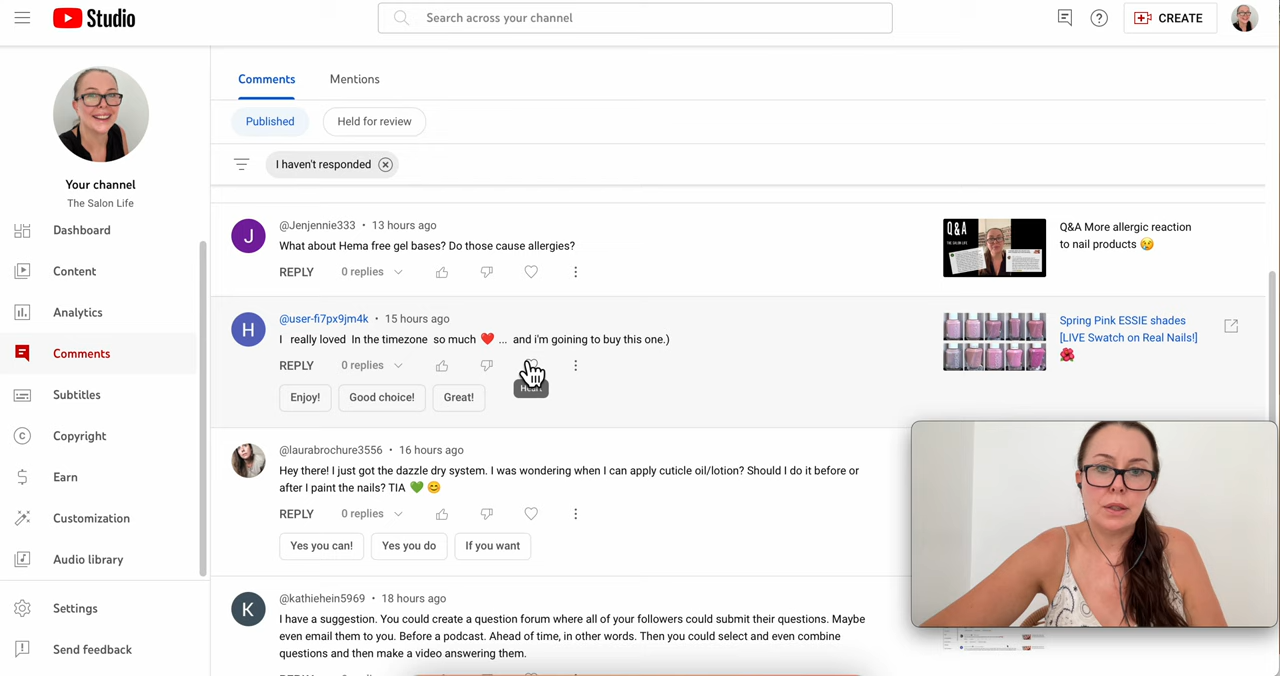 Studio
Search across your channel
CREATE
Your channel
The Salon Life
Dashboard
Content
Analytics
Comments
Subtitles
Copyright
Earn
Customization
Audio library
Settings
Send feedback
Comments Mentions
Published Held for review
I haven't responded
@Jenjennie333 • 13 hours ago
What about Hema free gel bases? Do those cause allergies?
REPLY 0 replies
Q&A
THE SALON LIFE
Q&A More allergic reaction
to nail products 😢
@user-fi7px9jm4k • 15 hours ago
I really loved In the timezone so much ❤️ ... and i'm goining to buy this one.)
REPLY 0 replies
Enjoy! Good choice! Great!
Spring Pink ESSIE shades
[LIVE Swatch on Real Nails!]
🌺
@laurabrochure3556 • 16 hours ago
Hey there! I just got the dazzle dry system. I was wondering when I can apply cuticle oil/lotion? Should I do it before or
after I paint the nails? TIA 💚 😊
REPLY 0 replies
Yes you can! Yes you do If you want
@kathiehein5969 • 18 hours ago
I have a suggestion. You could create a question forum where all of your followers could submit their questions. Maybe
even email them to you. Before a podcast. Ahead of time, in other words. Then you could select and even combine
questions and then make a video answering them.